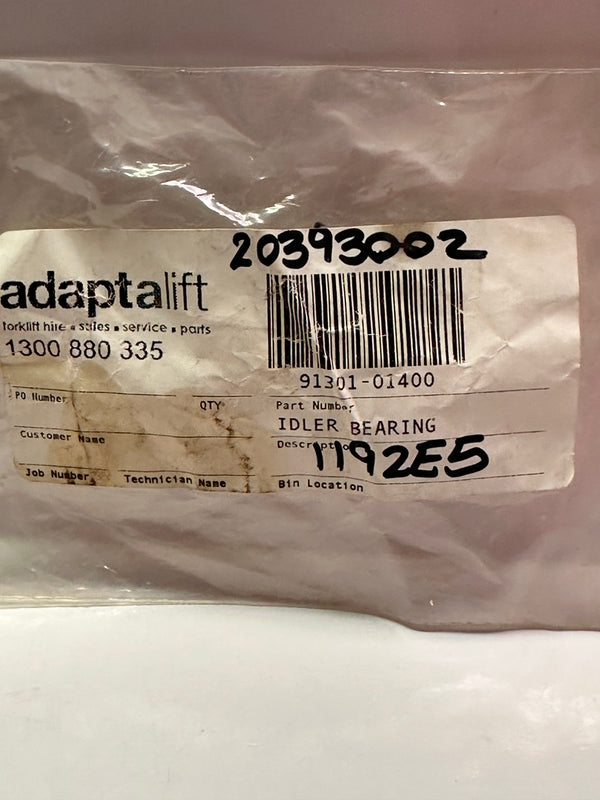 20393002
adaptalift
forklift hire ▪ sales ▪ service ▪ parts
1300 880 335
91301-01400
PO Number
QTY
Part Number
IDLER BEARING
Customer Name
Description
1192E5
Job Number
Technician Name
Bin Location